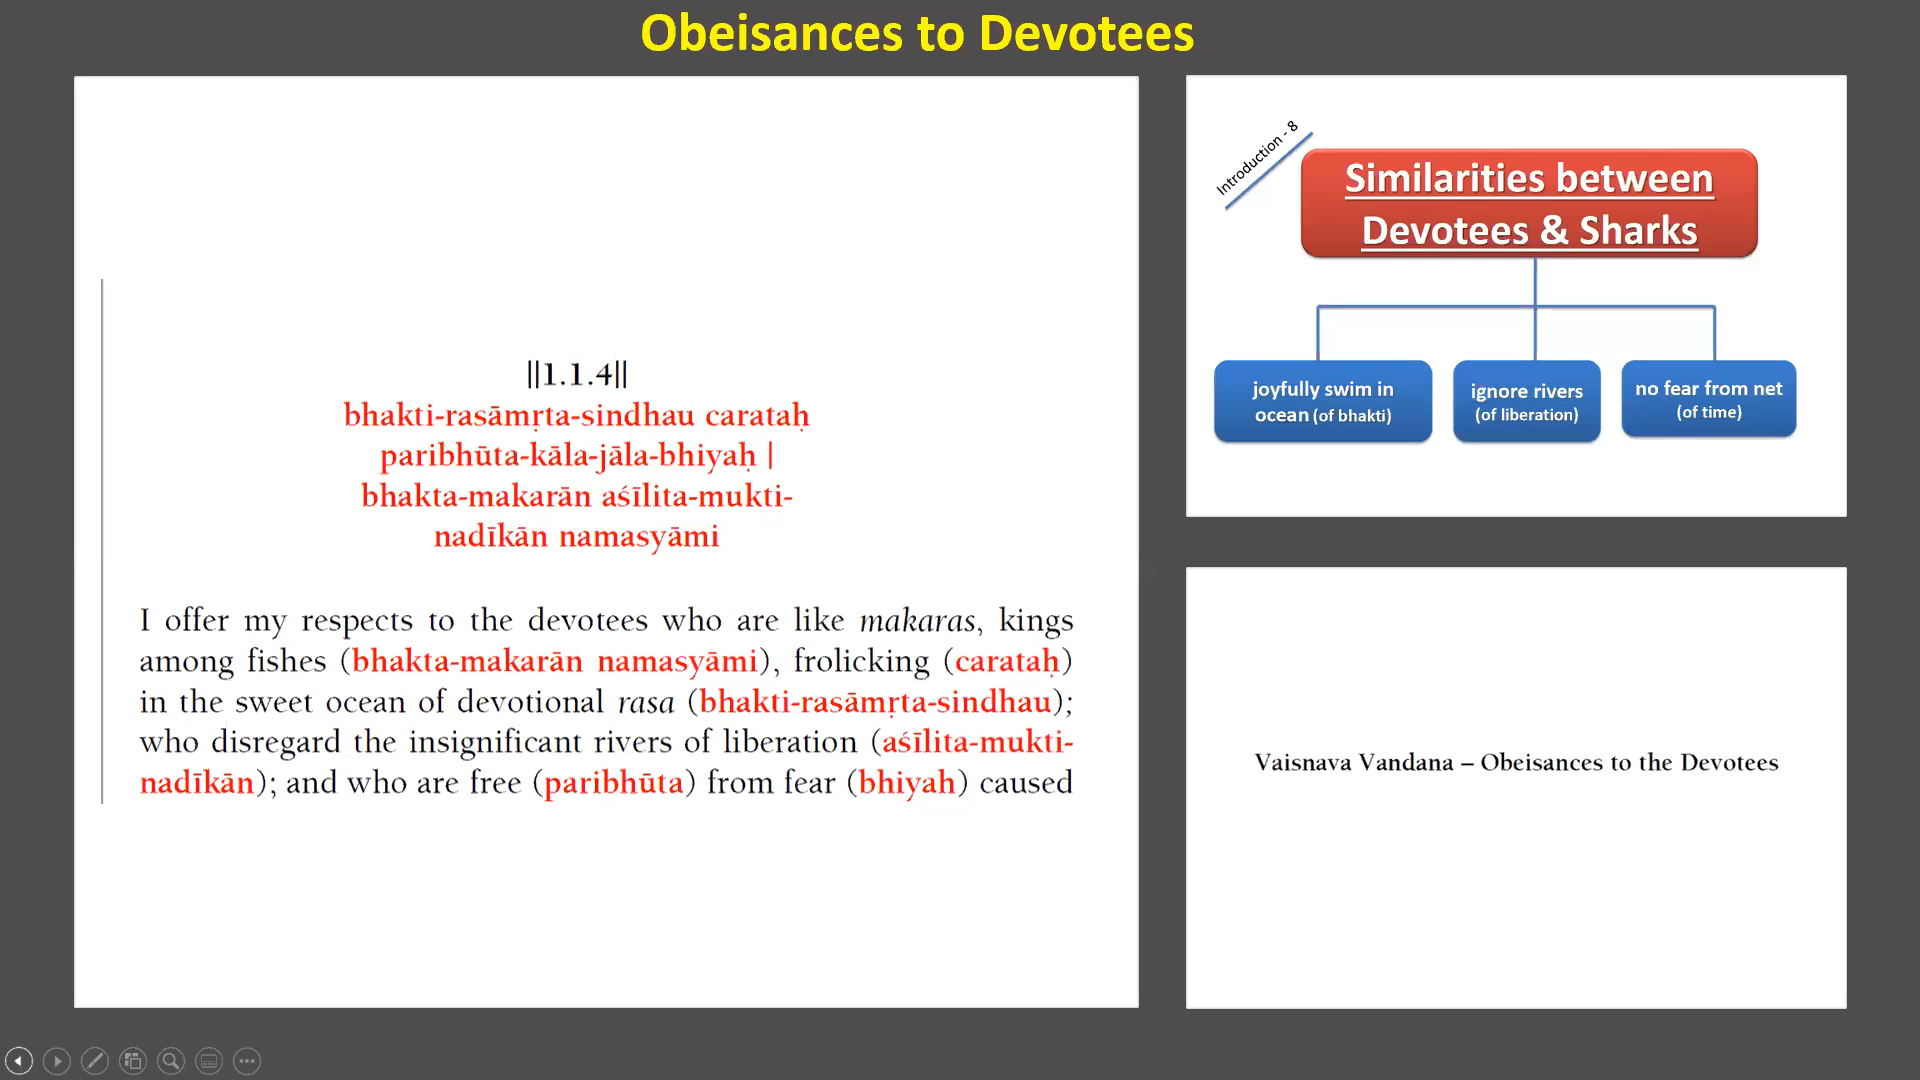 Obeisances to Devotees
||1.1.4||
bhakti-rasāmṛta-sindhau carataḥ
paribhūta-kāla-jāla-bhiyaḥ |
bhakta-makarān aśīlita-mukti-
nadīkān namasyāmi
I offer my respects to the devotees who are like makaras, kings
among fishes (bhakta-makarān namasyāmi), frolicking (carataḥ)
in the sweet ocean of devotional rasa (bhakti-rasāmṛta-sindhau);
who disregard the insignificant rivers of liberation (aśīlita-mukti-
nadīkān); and who are free (paribhūta) from fear (bhiyah) caused
Introduction - 8
Similarities between
Devotees & Sharks
joyfully swim in
ocean (of bhakti)
ignore rivers
(of liberation)
no fear from net
(of time)
Vaisnava Vandana – Obeisances to the Devotees